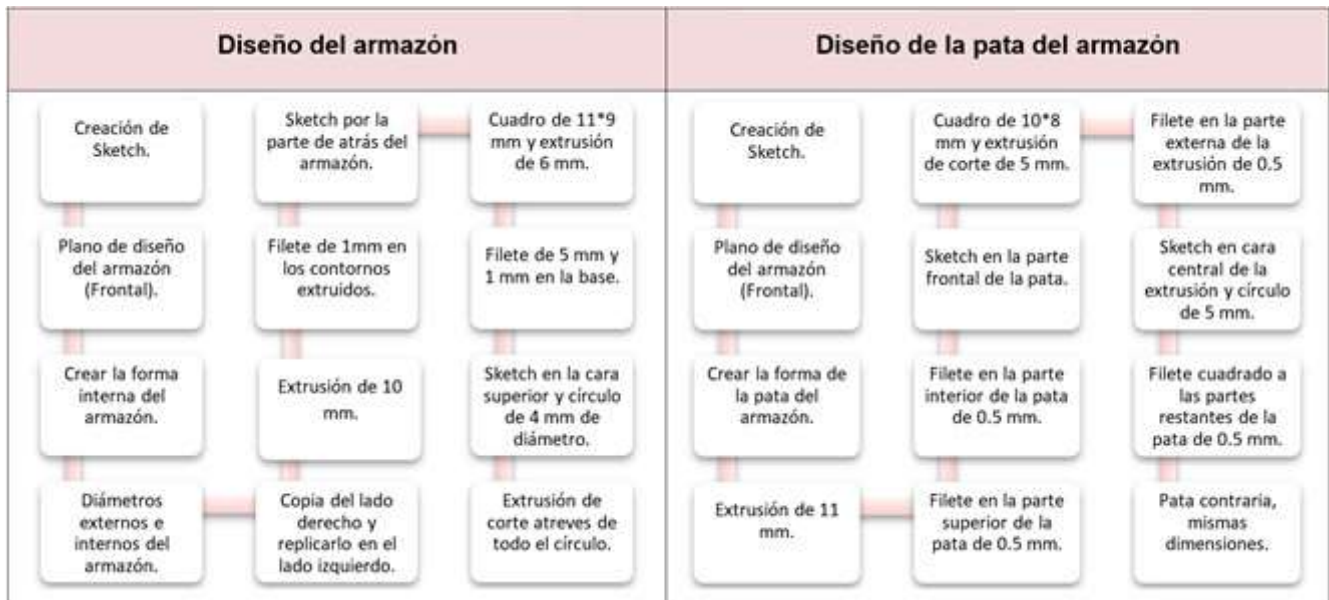 Diseño del armazón
Creación de
Sketch.
Plano de diseño
del armazón
(Frontal).
Crear la forma
interna del
armazón.
Diámetros
externos e
internos del
armazón.
Copia del lado
derecho y
replicarlo en el
lado izquierdo.
Extrusión de 10
mm.
Filete de 1mm en
los contornos
extruidos.
Sketch por la
parte de atrás del
armazón.
Cuadro de 11*9
mm y extrusión
de 6 mm.
Filete de 5 mm y
1 mm en la base.
Sketch en la cara
superior y círculo
de 4 mm de
diámetro.
Extrusión de
corte atreves de
todo el círculo.
Diseño de la pata del armazón
Creación de
Sketch.
Plano de diseño
del armazón
(Frontal).
Crear la forma de
la pata del
armazón.
Extrusión de 11
mm.
Filete en la parte
superior de la
pata de 0.5 mm.
Filete en la parte
interior de la pata
de 0.5 mm.
Sketch en la parte
frontal de la pata.
Cuadro de 10*8
mm y extrusión
de corte de 5 mm.
Filete en la parte
externa de la
extrusión de 0.5
mm.
Sketch en cara
central de la
extrusión y círculo
de 5 mm.
Filete cuadrado a
las partes
restantes de la
pata de 0.5 mm.
Pata contraria,
mismas
dimensiones.